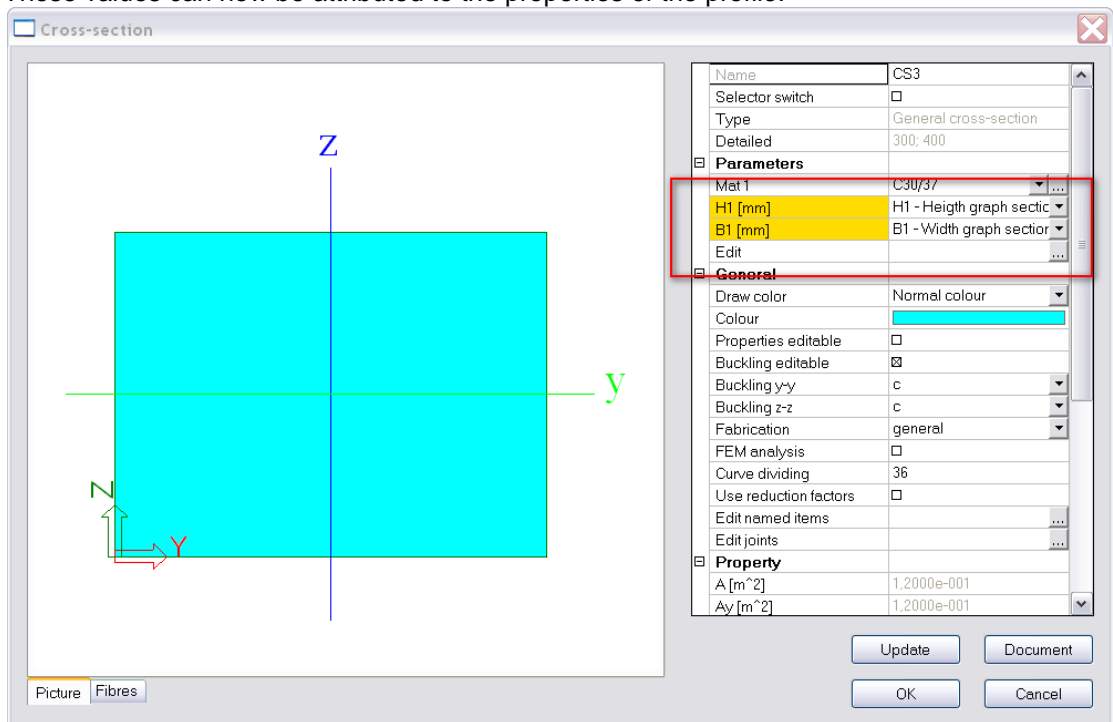 values can now be attributed to the properties of the profile.
Cross-section
z
y
N
Y
Name CS3
Selector switch
Type General cross-section
Detailed 300; 400
Parameters
Mat 1 C30/37 ...
H1 [mm] H1 - Heigth graph sectic
B1 [mm] B1 - Width graph section
Edit ...
General
Draw color Normal colour
Colour
Properties editable
Buckling editable
Buckling y-y c
Buckling z-z c
Fabrication general
FEM analysis
Curve dividing 36
Use reduction factors
Edit named items ...
Edit joints ...
Property
A [m^2] 1,2000e-001
Ay [m^2] 1,2000e-001
Update Document
Picture Fibres
OK Cancel